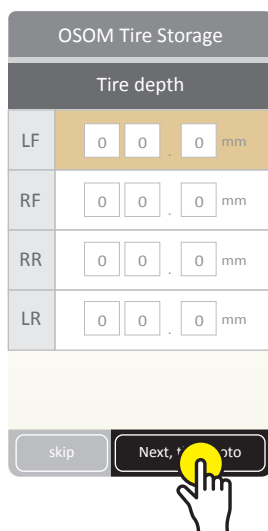 OSOM Tire Storage
Tire depth
LF 0 0 . 0 mm
RF 0 0 . 0 mm
RR 0 0 . 0 mm
LR 0 0 . 0 mm
skip Next,